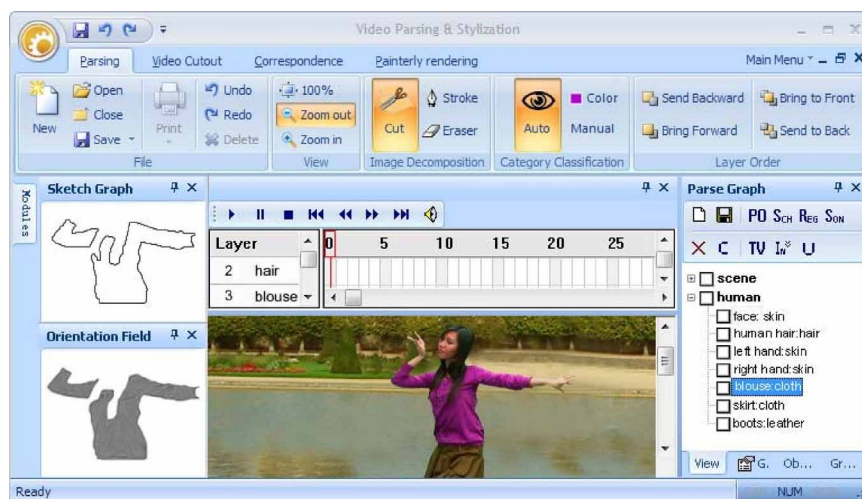 Video Parsing & Stylization
Parsing Video Cutout Correspondence Painterly rendering Main Menu
New Open Close Save Print Undo Redo Delete
File
100% Zoom out Zoom in
View
Cut Stroke Eraser
Image Decomposition
Auto Color Manual
Category Classification
Send Backward Bring to Front
Bring Forward Send to Back
Layer Order
Modules
Sketch Graph
Orientation Field
Layer 0 5 10 15 20 25
2 hair
3 blouse
Parse Graph
PO SCH REG SON
C TV IN U
scene
human
face: skin
human hair:hair
left hand:skin
right hand:skin
blouse:cloth
skirt:cloth
boots:leather
View G. Ob... Gr...
Ready NUM